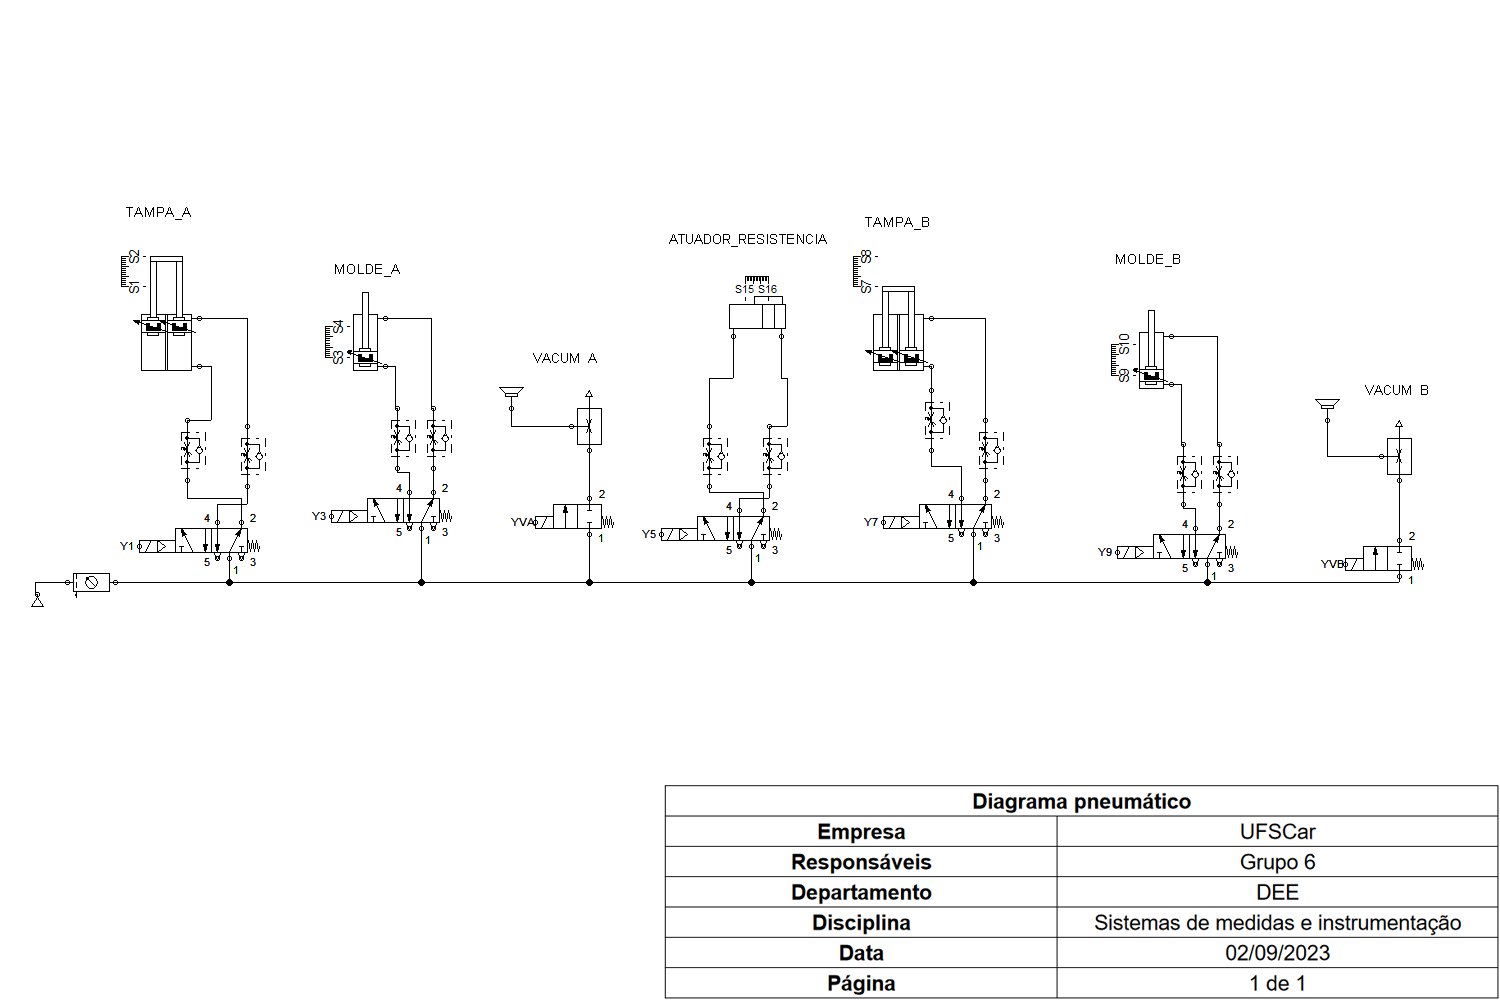 TAMPA_A
S2
S1
Y1
4
2
5
1
3
MOLDE_A
S4
S3
Y3
4
2
5
1
3
VACUM_A
YVA
2
1
ATUADOR_RESISTENCIA
S15 S16
Y5
4
2
5
1
3
TAMPA_B
S8
S7
Y7
4
2
5
1
3
MOLDE_B
S10
S9
Y9
4
2
5
1
3
VACUM_B
YVB
2
1
Diagrama pneumático
Empresa UFSCar
Responsáveis Grupo 6
Departamento DEE
Disciplina Sistemas de medidas e instrumentação
Data 02/09/2023
Página 1 de 1